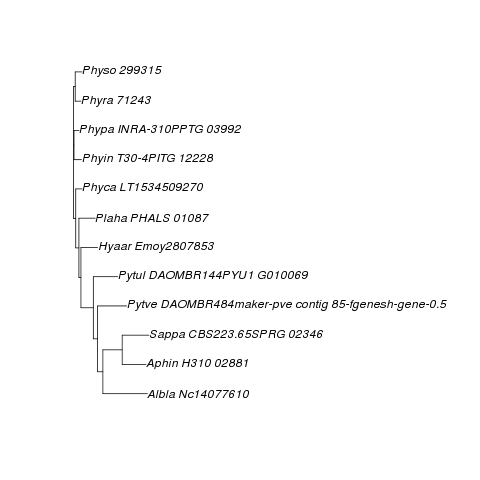 Physo 299315
Phyra 71243
Phypa INRA-310PPTG 03992
Phyin T30-4PITG 12228
Phyca LT1534509270
Plaha PHALS 01087
Hyaar Emoy2807853
Pytul DAOMBR144PYU1 G010069
Pytve DAOMBR484maker-pve contig 85-fgenesh-gene-0.5
Sappa CBS223.65SPRG 02346
Aphin H310 02881
Albla Nc14077610